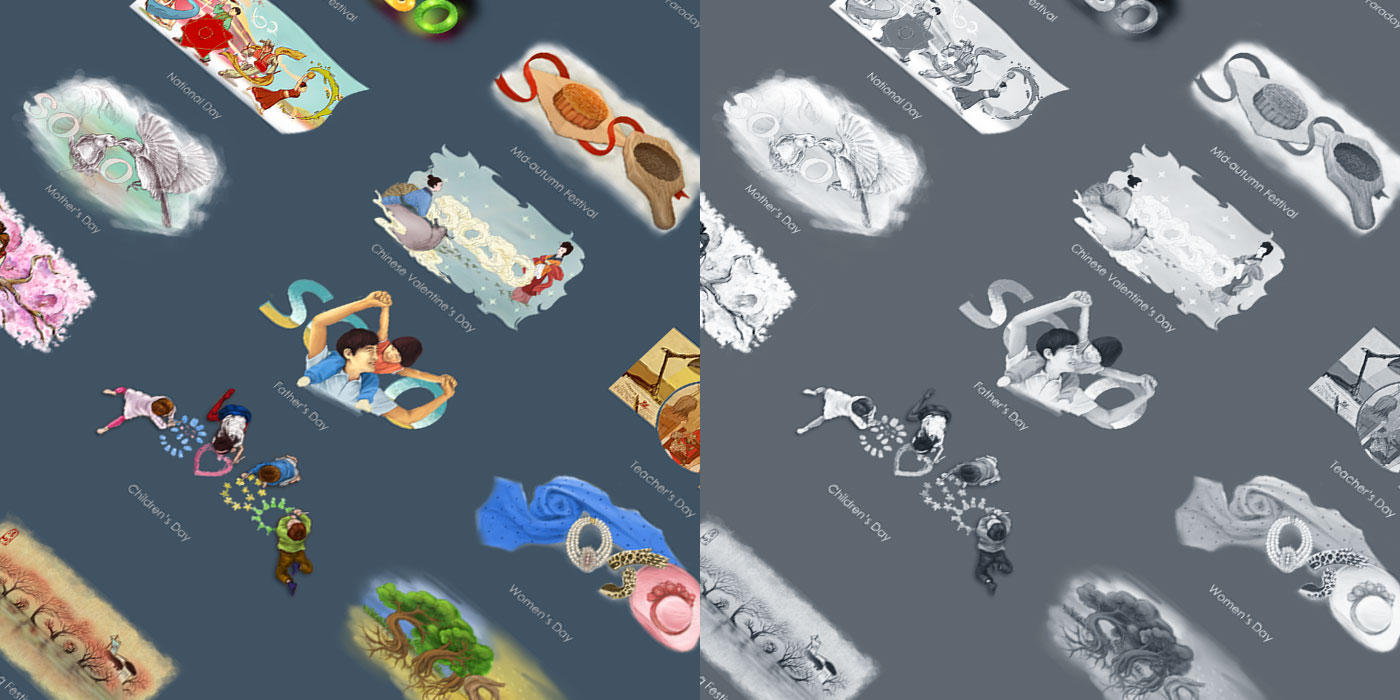 National Day
Mother's Day
Mid-autumn Festival
Chinese Valentine's Day
Father's Day
Children's Day
Teacher's Day
Women's Day
National Day
Mother's Day
Mid-autumn Festival
Chinese Valentine's Day
Father's Day
Children's Day
Teacher's Day
Women's Day